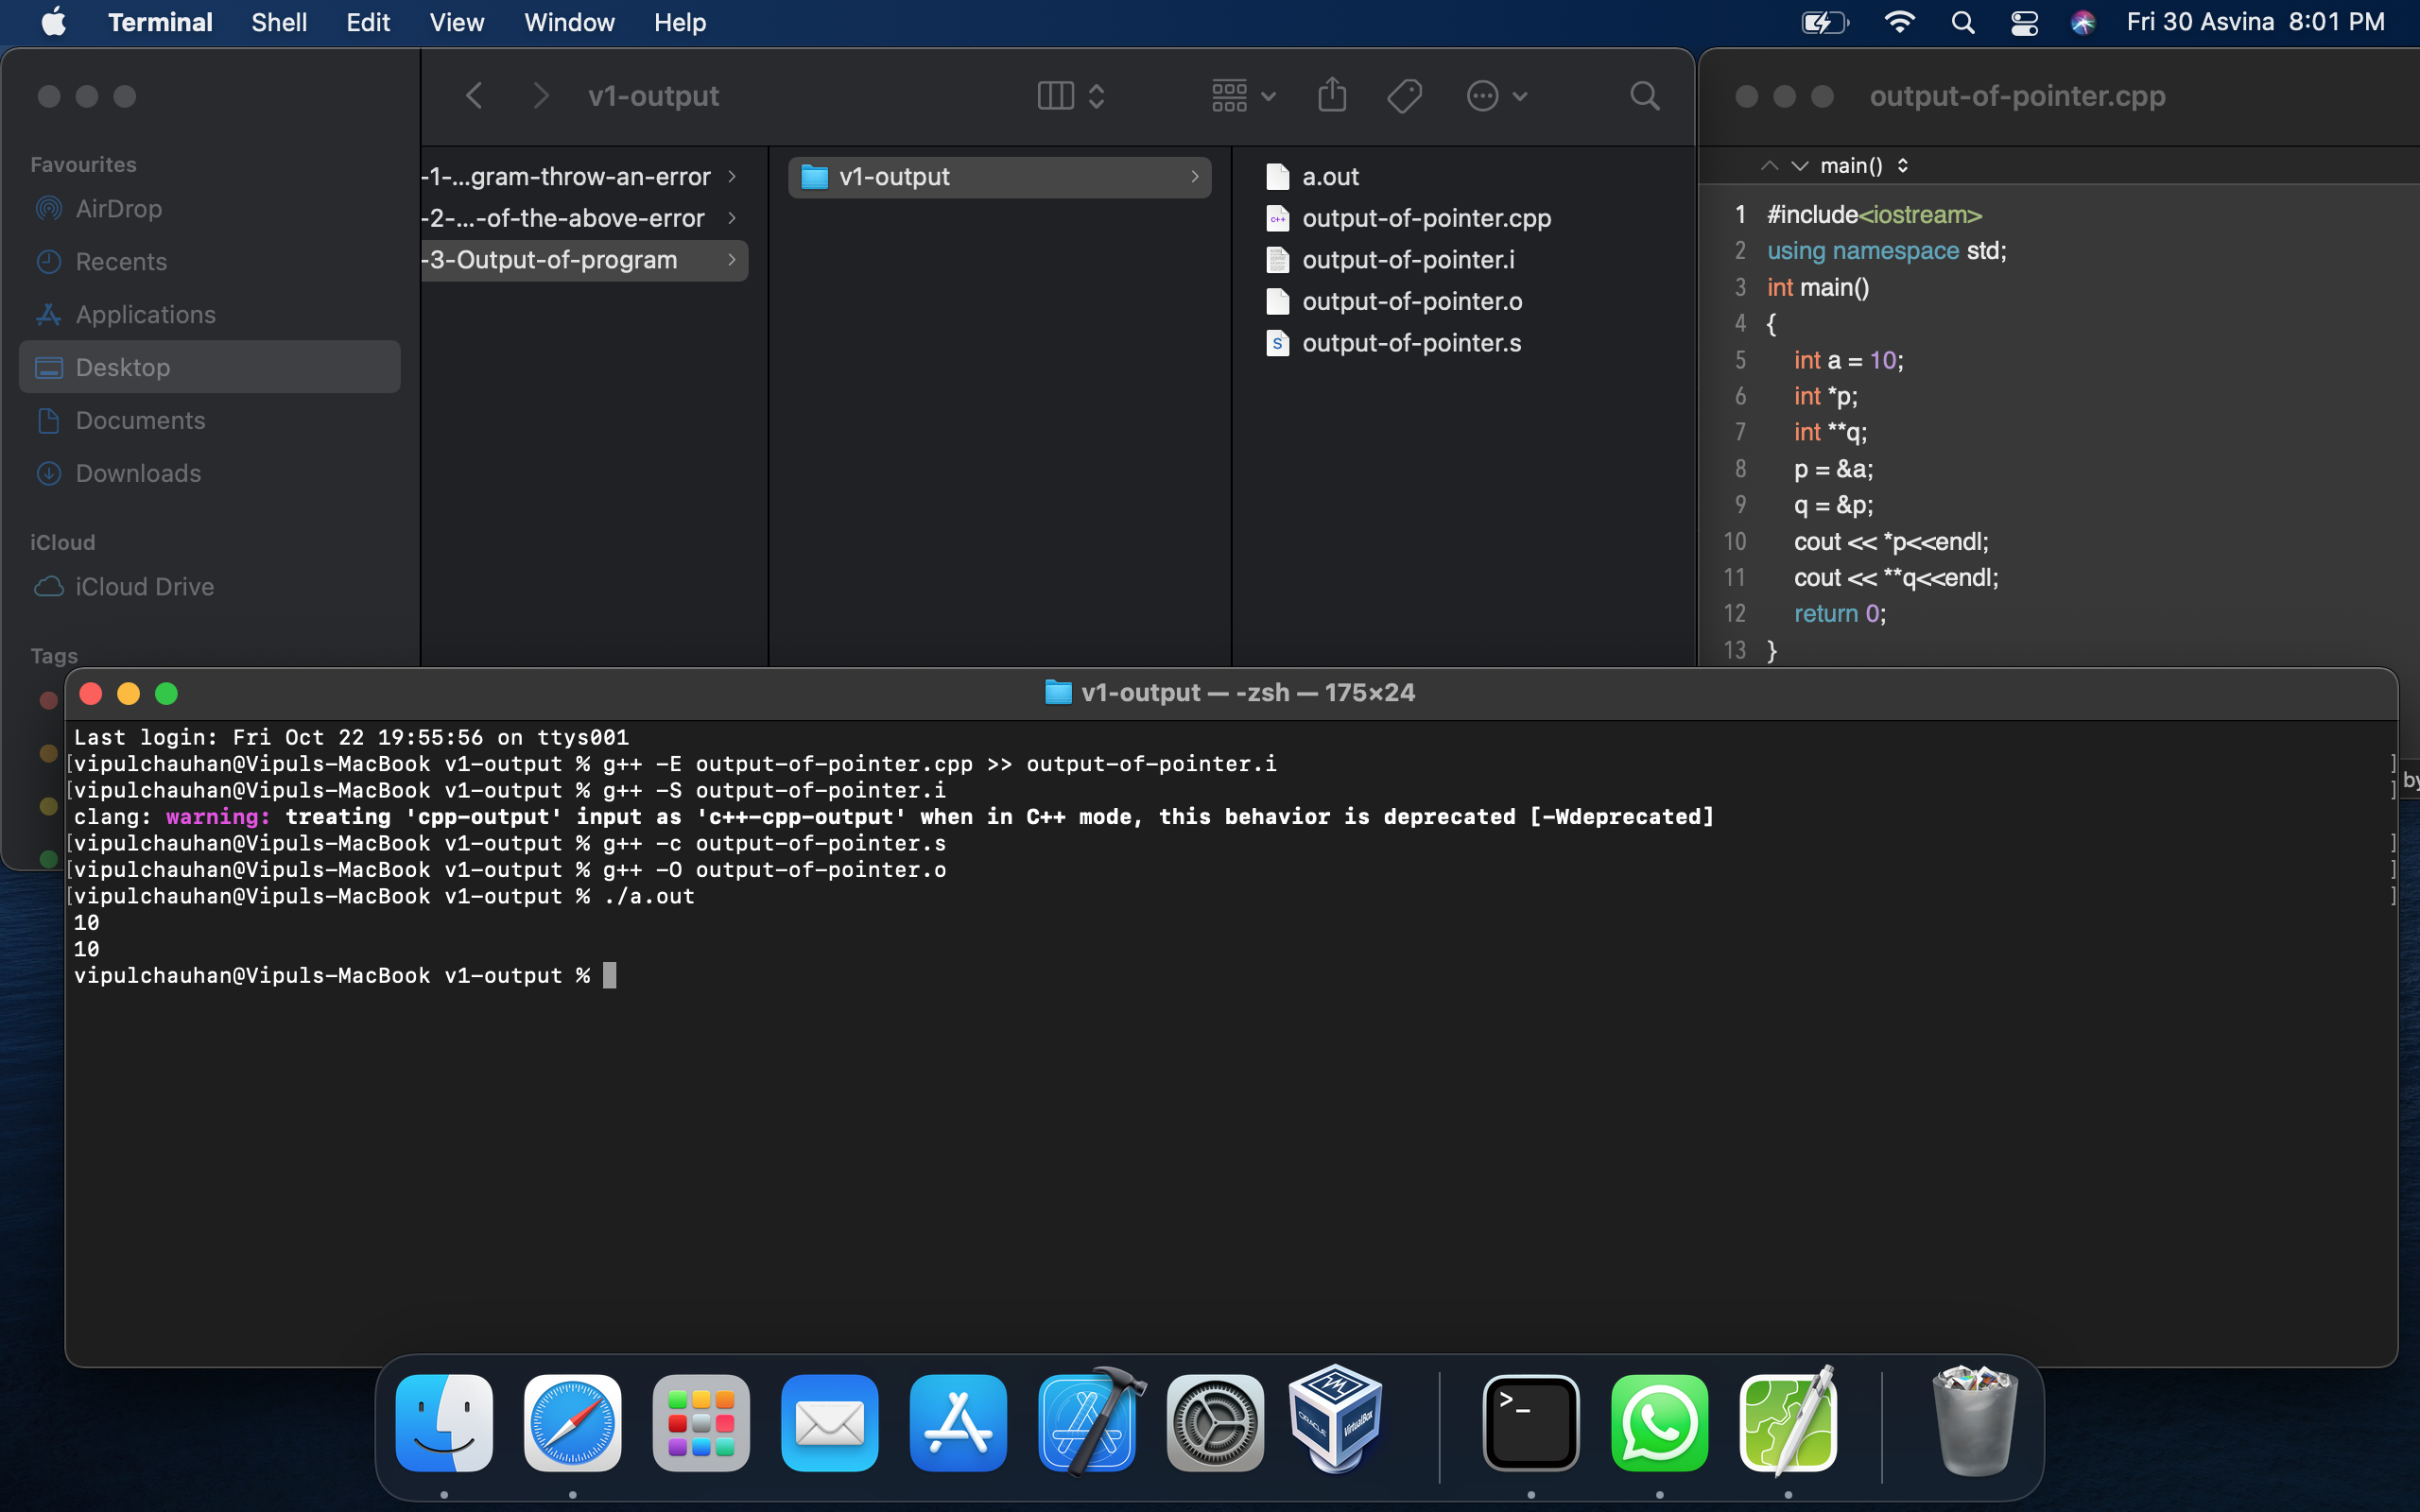 Terminal Shell Edit View Window Help Fri 30 Asvina 8:01 PM
v1-output
output-of-pointer.cpp
Favourites
AirDrop
Recents
Applications
Desktop
Documents
Downloads
iCloud
iCloud Drive
Tags
-1-...gram-throw-an-error
-2-...-of-the-above-error
-3-Output-of-program
v1-output
a.out
output-of-pointer.cpp
output-of-pointer.i
output-of-pointer.o
output-of-pointer.s
main()
1 #include<iostream>
2 using namespace std;
3 int main()
4 {
5 int a = 10;
6 int *p;
7 int **q;
8 p = &a;
9 q = &p;
10 cout << *p<<endl;
11 cout << **q<<endl;
12 return 0;
13 }
by
v1-output — -zsh — 175×24
Last login: Fri Oct 22 19:55:56 on ttys001
[vipulchauhan@Vipuls-MacBook v1-output % g++ -E output-of-pointer.cpp >> output-of-pointer.i ]
[vipulchauhan@Vipuls-MacBook v1-output % g++ -S output-of-pointer.i ]
clang: warning: treating 'cpp-output' input as 'c++-cpp-output' when in C++ mode, this behavior is deprecated [-Wdeprecated]
[vipulchauhan@Vipuls-MacBook v1-output % g++ -c output-of-pointer.s ]
[vipulchauhan@Vipuls-MacBook v1-output % g++ -O output-of-pointer.o ]
[vipulchauhan@Vipuls-MacBook v1-output % ./a.out ]
10
10
vipulchauhan@Vipuls-MacBook v1-output %
>_
ORACLE
VirtualBox